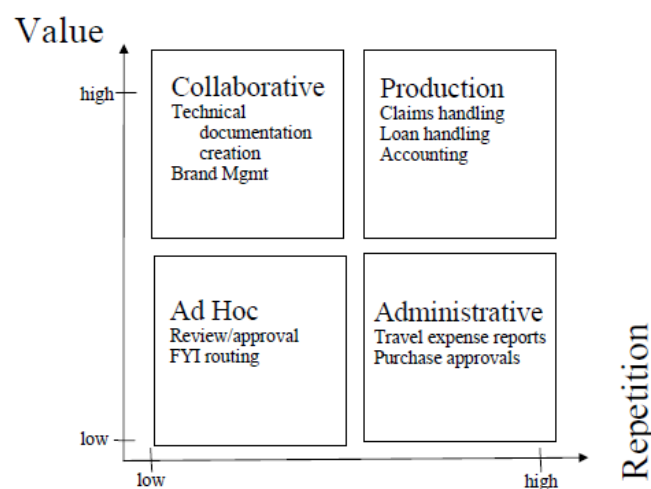 Value
high
Collaborative
Technical
documentation
creation
Brand Mgmt
Production
Claims handling
Loan handling
Accounting
Ad Hoc
Review/approval
FYI routing
Administrative
Travel expense reports
Purchase approvals
low
low
high
Repetition